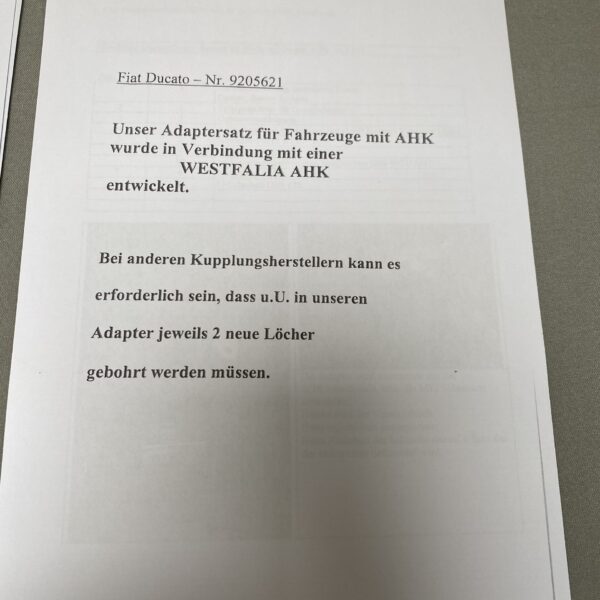 Fiat Ducato – Nr. 9205621
Unser Adaptersatz für Fahrzeuge mit AHK
wurde in Verbindung mit einer
WESTFALIA AHK
entwickelt.
Bei anderen Kupplungsherstellern kann es
erforderlich sein, dass u.U. in unseren
Adapter jeweils 2 neue Löcher
gebohrt werden müssen.